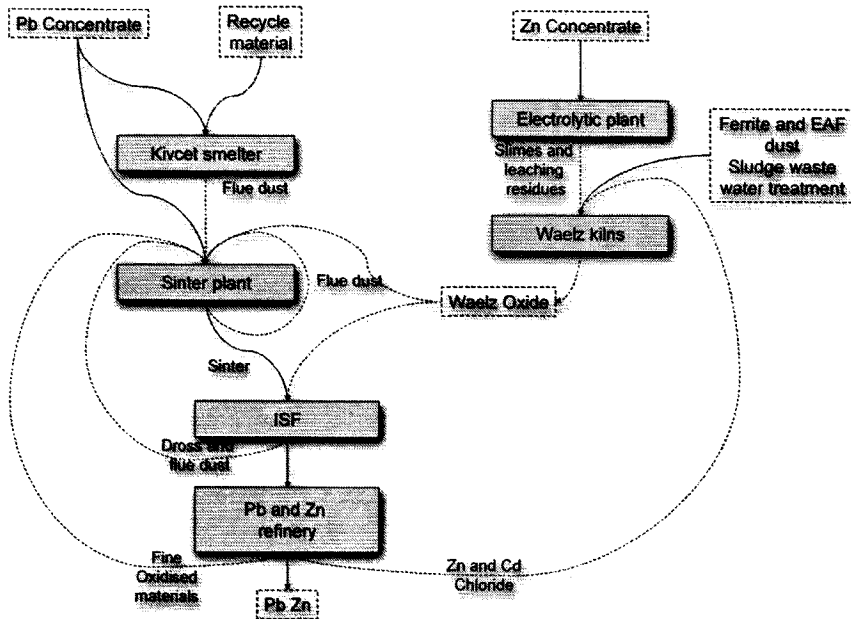 Pb Concentrate
Recycle
material
Zn Concentrate
Electrolytic plant
Ferrite and EAF
dust
Sludge waste
water treatment
Kivcet smelter
Slimes and
leaching
residues
Flue dust
Waelz kilns
Sinter plant
Flue dust
Waelz Oxide
Sinter
ISF
Dross and
flue dust
Pb and Zn
refinery
Fine
Oxidised
materials
Zn and Cd
Chloride
Pb Zn